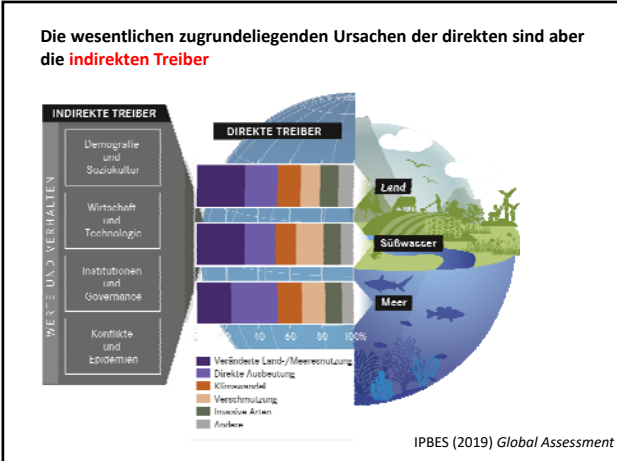 Die wesentlichen zugrundeliegenden Ursachen der direkten sind aber
die indirekten Treiber
INDIREKTE TREIBER
WERTE UND VERHALTEN
Demografie
und
Soziokultur
Wirtschaft
und
Technologie
Institutionen
und
Governance
Konflikte
und
Epidemien
DIREKTE TREIBER
Land
Süßwasser
Meer
40 60 80 100%
Veränderte Land-/Meeresnutzung
Direkte Ausbeutung
Klimawandel
Verschmutzung
Invasive Arten
Andere
IPBES (2019) Global Assessment